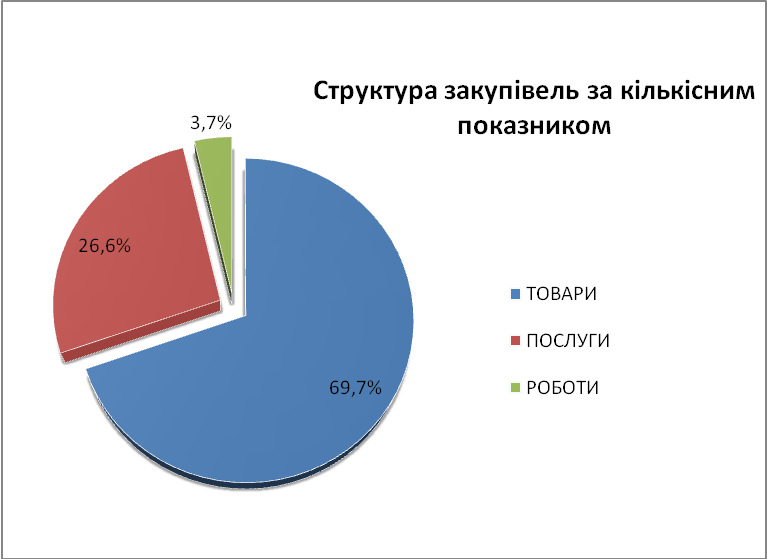 Структура закупівель за кількісним
показником
3,7%
26,6%
69,7%
ТОВАРИ
ПОСЛУГИ
РОБОТИ